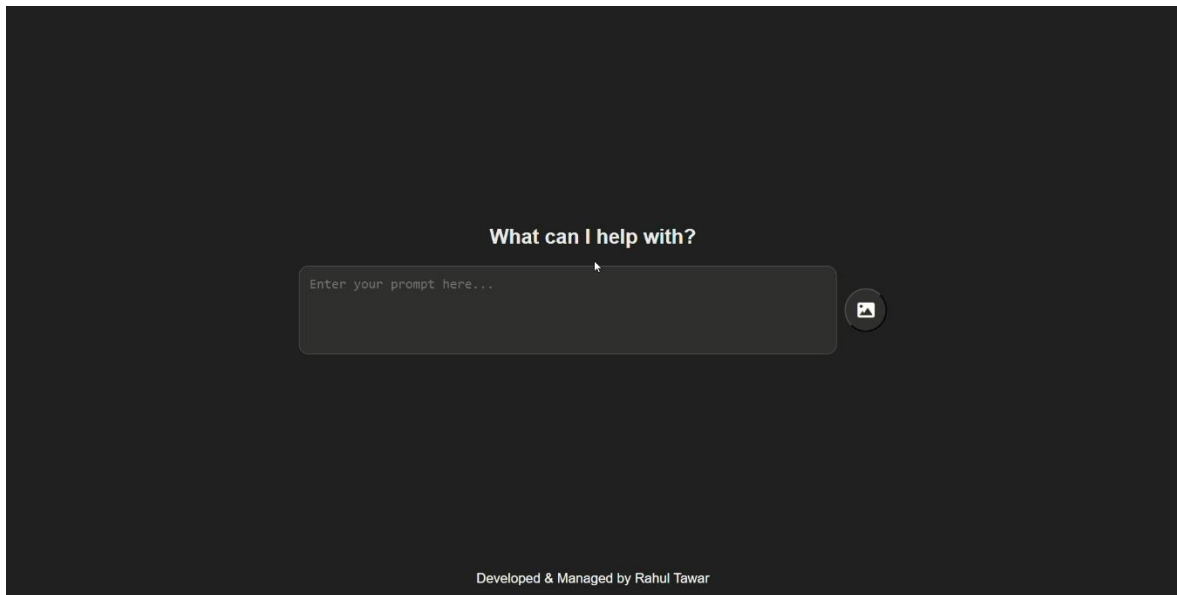 What can I help with?
Enter your prompt here...
Developed & Managed by Rahul Tawar